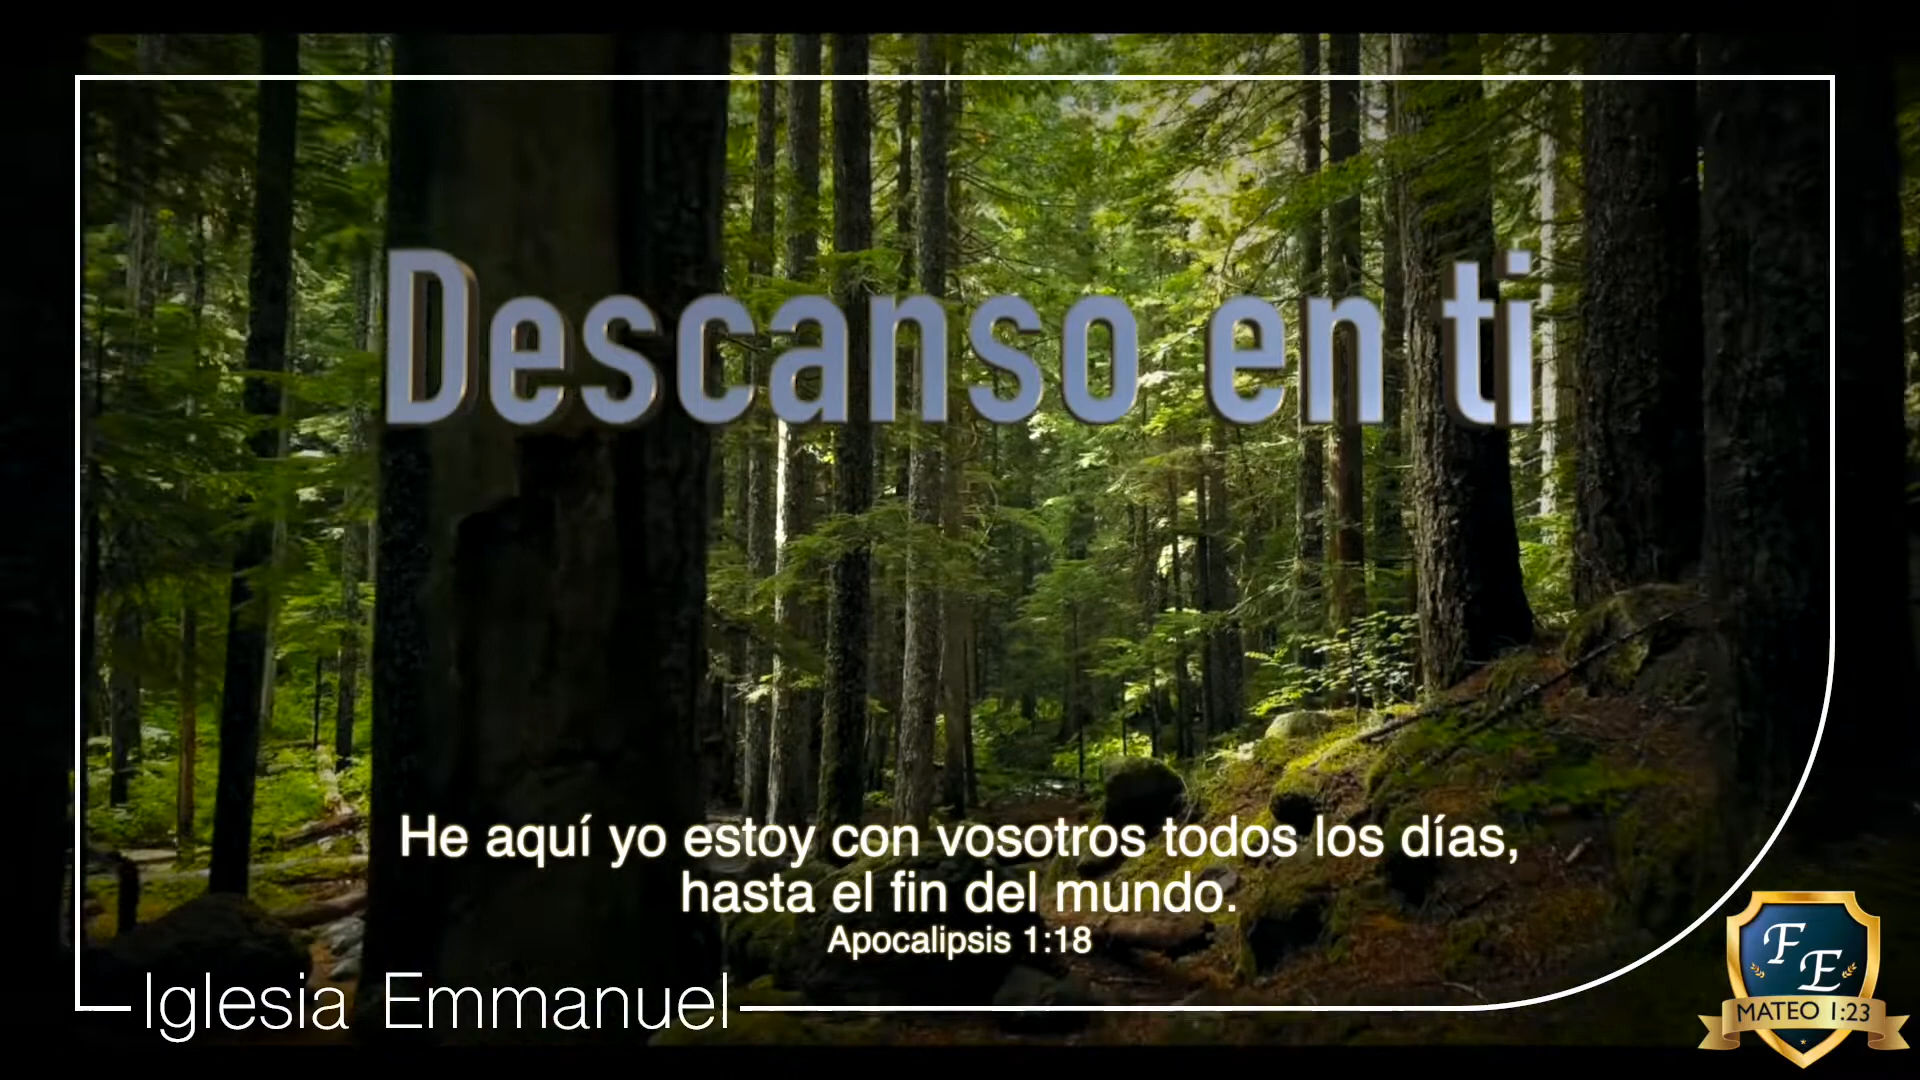 Descanso en ti
He aquí yo estoy con vosotros todos los días,
hasta el fin del mundo.
Apocalipsis 1:18
Iglesia Emmanuel
F E
MATEO 1:23